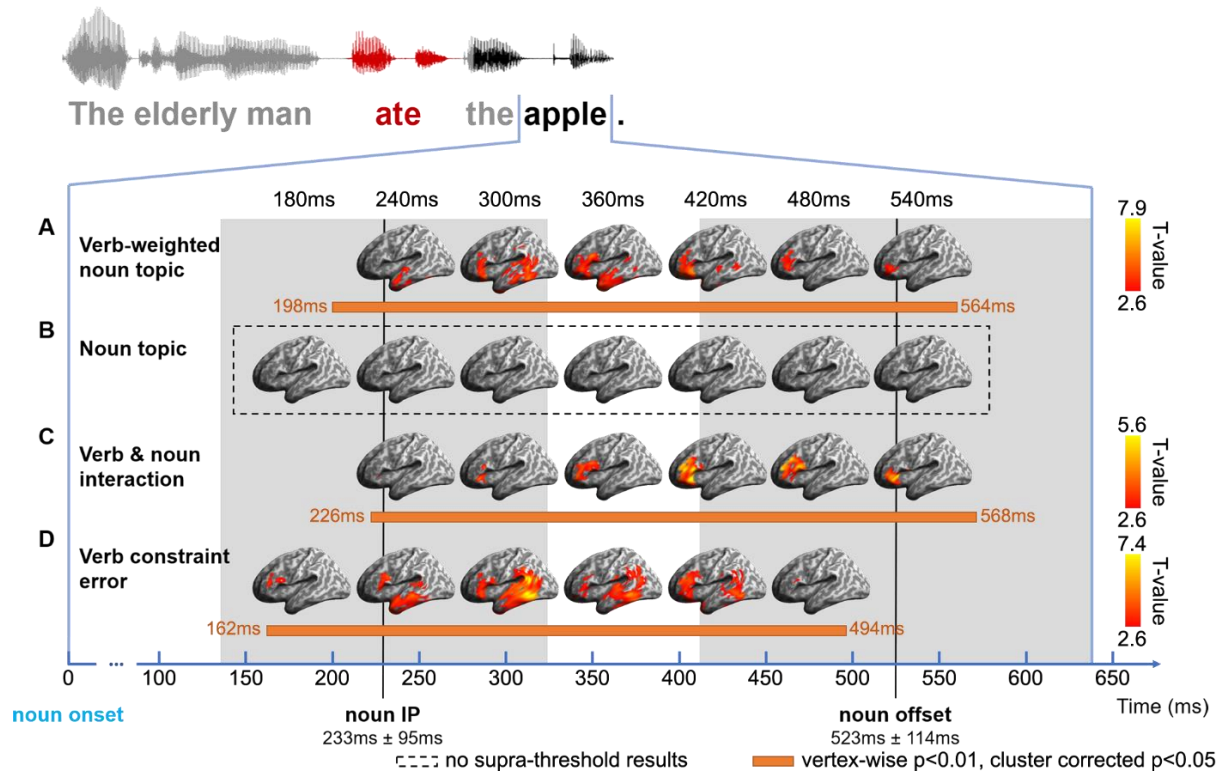 The elderly man ate the apple .
180ms 240ms 300ms 360ms 420ms 480ms 540ms
A
Verb-weighted
noun topic
198ms 564ms
7.9
T-value
2.6
B
Noun topic
C
Verb & noun
interaction
226ms 568ms
5.6
T-value
2.6
D
Verb constraint
error
162ms 494ms
7.4
T-value
2.6
0 ... 100 150 200 250 300 350 400 450 500 550 600 650
Time (ms)
noun onset noun IP noun offset
233ms ± 95ms 523ms ± 114ms
no supra-threshold results vertex-wise p<0.01, cluster corrected p<0.05